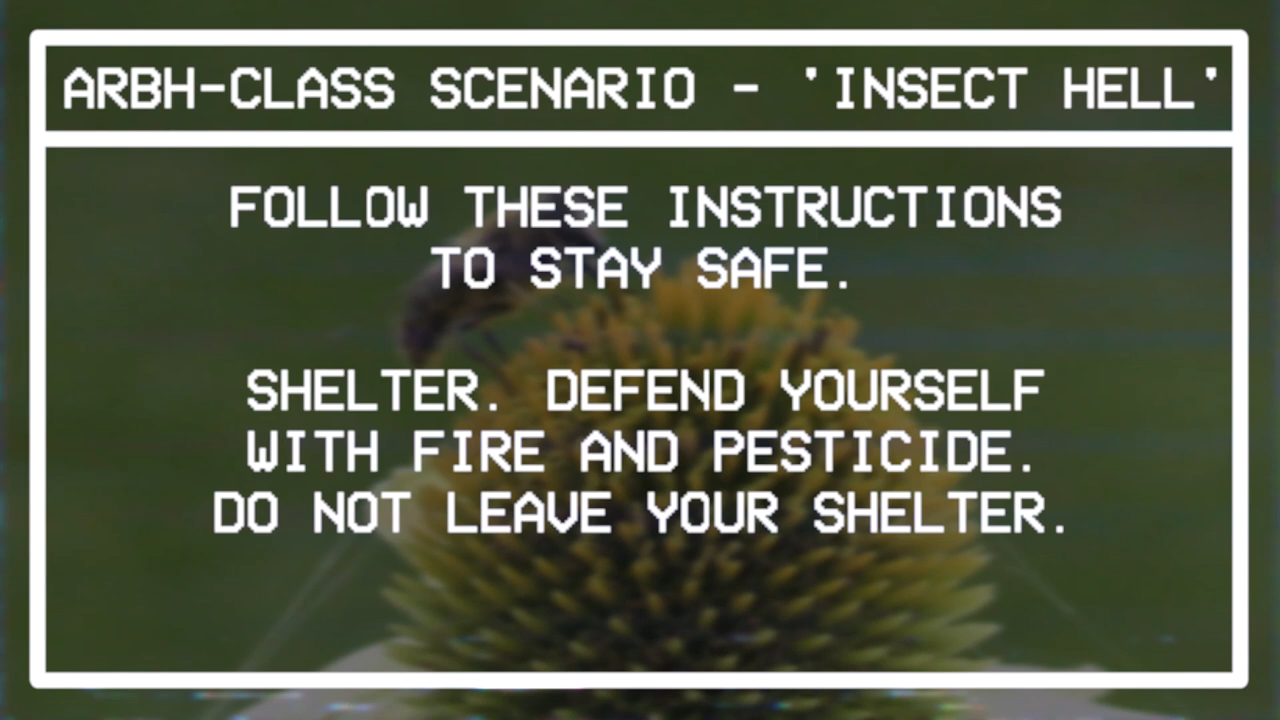 ARBH-CLASS SCENARIO - 'INSECT HELL'
FOLLOW THESE INSTRUCTIONS
TO STAY SAFE.
SHELTER. DEFEND YOURSELF
WITH FIRE AND PESTICIDE.
DO NOT LEAVE YOUR SHELTER.